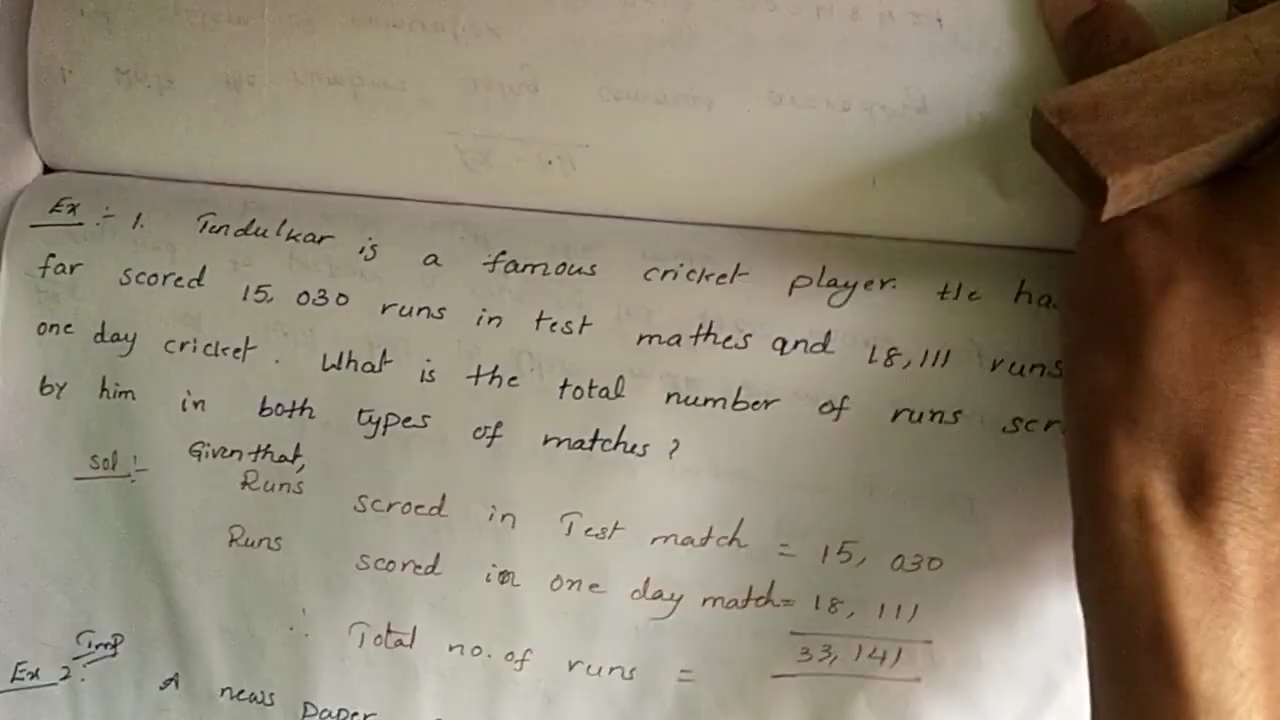 Ex :- 1. Tendulkar is a famous cricket player. He ha
far scored 15,030 runs in test mathes and 18,111 runs
one day cricket. What is the total number of runs scr
by him in both types of matches?
Sol :- Given that,
Runs scroed in Test match = 15,030
Runs scored in one day match = 18,111
∴ Total no. of runs = 33,141
Imp
Ex 2. A news paper